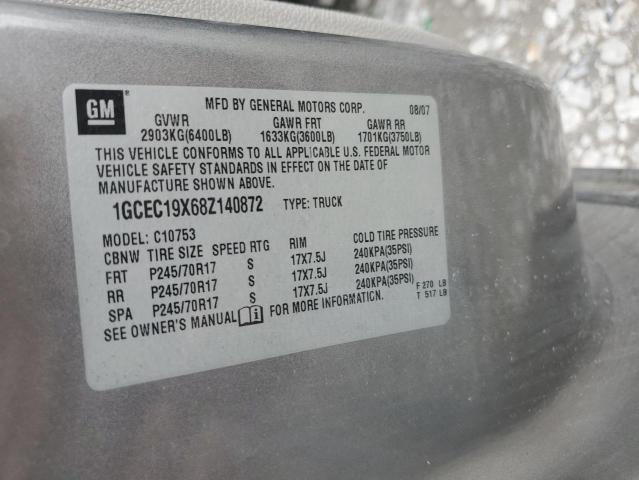 GM ®
MFD BY GENERAL MOTORS CORP. 08/07
GVWR GAWR FRT GAWR RR
2903KG(6400LB) 1633KG(3600LB) 1701KG(3750LB)
THIS VEHICLE CONFORMS TO ALL APPLICABLE U.S. FEDERAL MOTOR
VEHICLE SAFETY STANDARDS IN EFFECT ON THE DATE OF
MANUFACTURE SHOWN ABOVE.
1GCEC19X68Z140872 TYPE: TRUCK
MODEL: C10753
CBNW TIRE SIZE SPEED RTG RIM COLD TIRE PRESSURE
FRT P245/70R17 S 17X7.5J 240KPA(35PSI)
RR P245/70R17 S 17X7.5J 240KPA(35PSI)
SPA P245/70R17 S 17X7.5J 240KPA(35PSI)
F 270 LB
T 517 LB
SEE OWNER'S MANUAL i FOR MORE INFORMATION.